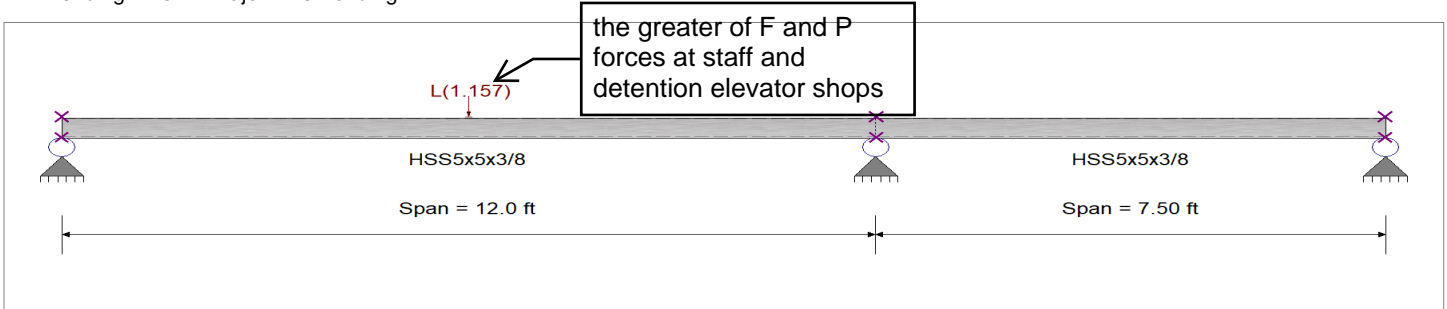 the greater of F and P
forces at staff and
detention elevator shops
L(1.157)
HSS5x5x3/8
HSS5x5x3/8
Span = 12.0 ft
Span = 7.50 ft